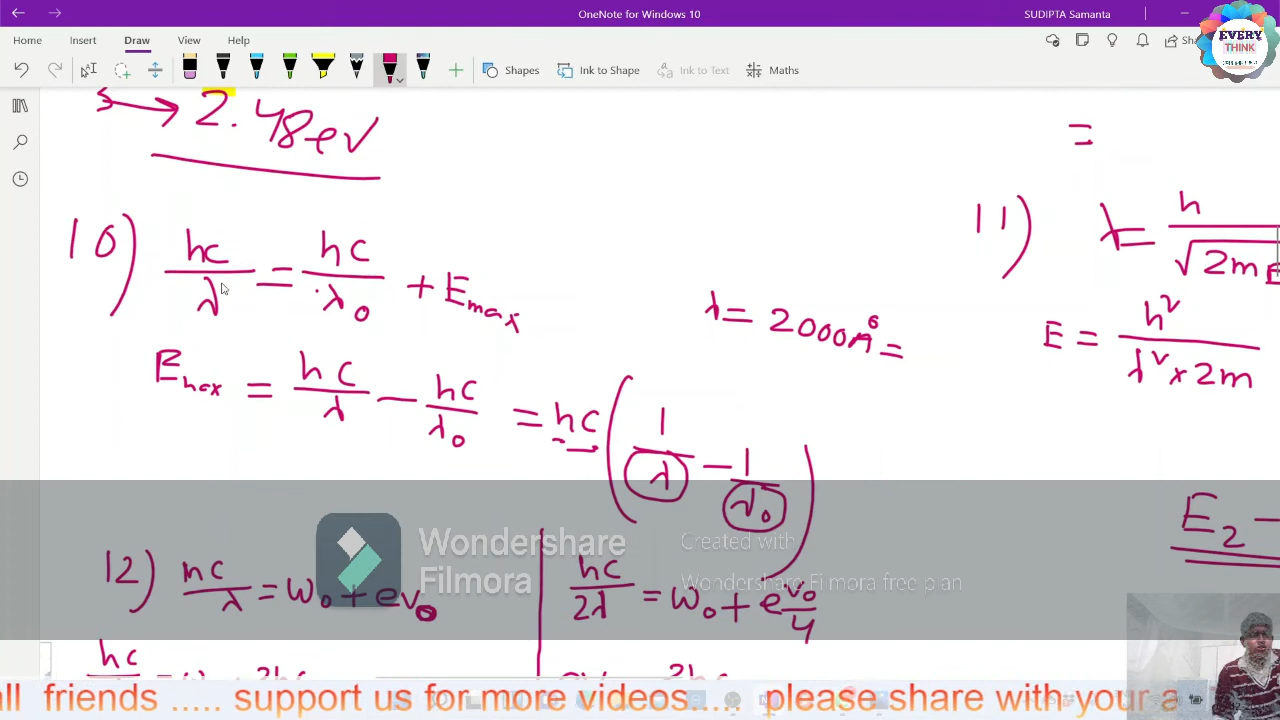 OneNote for Windows 10
SUDIPTA Samanta
Home Insert Draw View Help
EVERY
THINK
Shapes Ink to Shape Ink to Text Maths
→ 2.48ev
=
10) hc/λ = hc/λ₀ + Emax
λ = 2000A° =
11) λ = h/√2mE
E = h²/λ²×2m
Emax = hc/λ - hc/λ₀ = hc(1/λ - 1/λ₀)
E₂ -
Wondershare
Filmora
Created with
Wondershare Filmora free plan
12) hc/λ = w₀ + ev₀
hc/2λ = w₀ + ev₀/4
hc
all friends ..... support us for more videos..... please share with your a